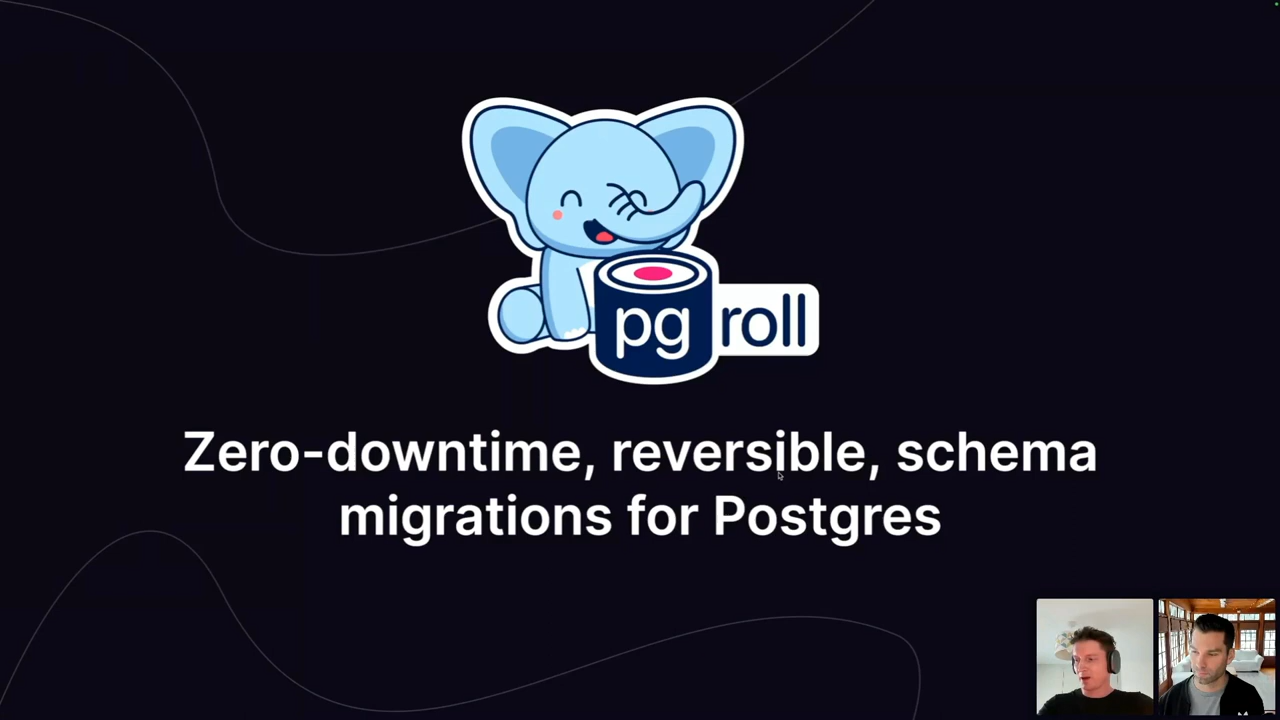 pg roll
Zero-downtime, reversible, schema
migrations for Postgres